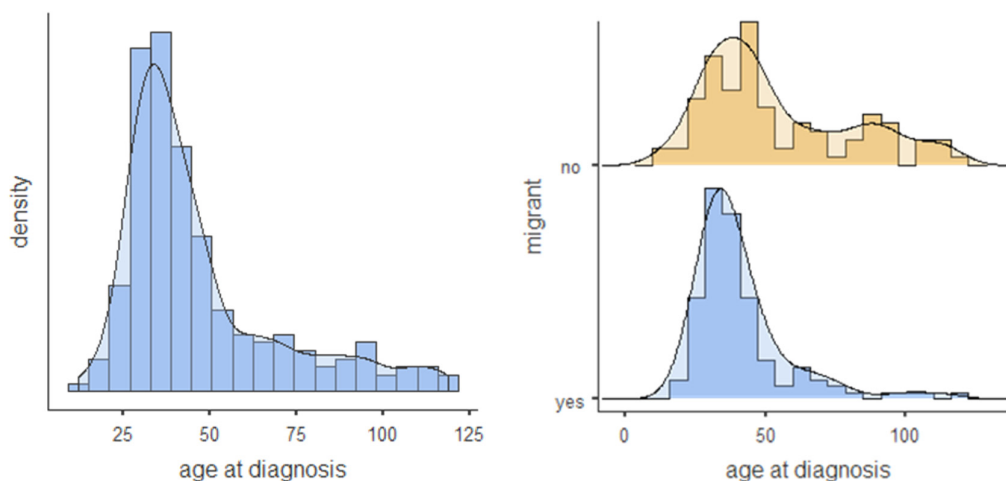 density
25 50 75 100 125
age at diagnosis
migrant
no
yes
0 50 100
age at diagnosis